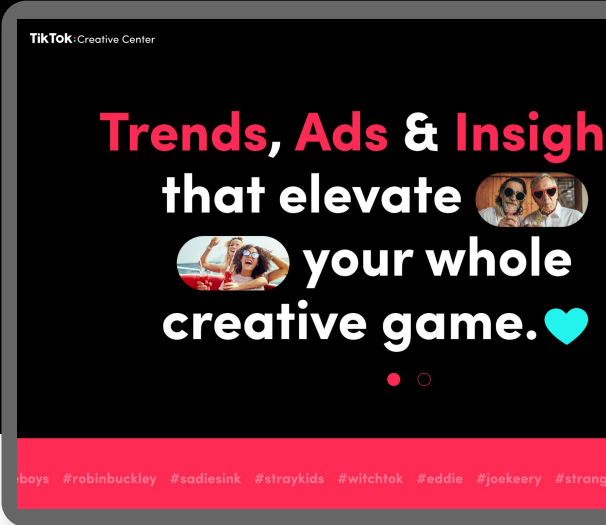 TikTok: Creative Center
Trends, Ads & Insigh
that elevate
your whole
creative game.
boys #robinbuckley #sadiesink #straykids #witchtok #eddie #joekeery #strang